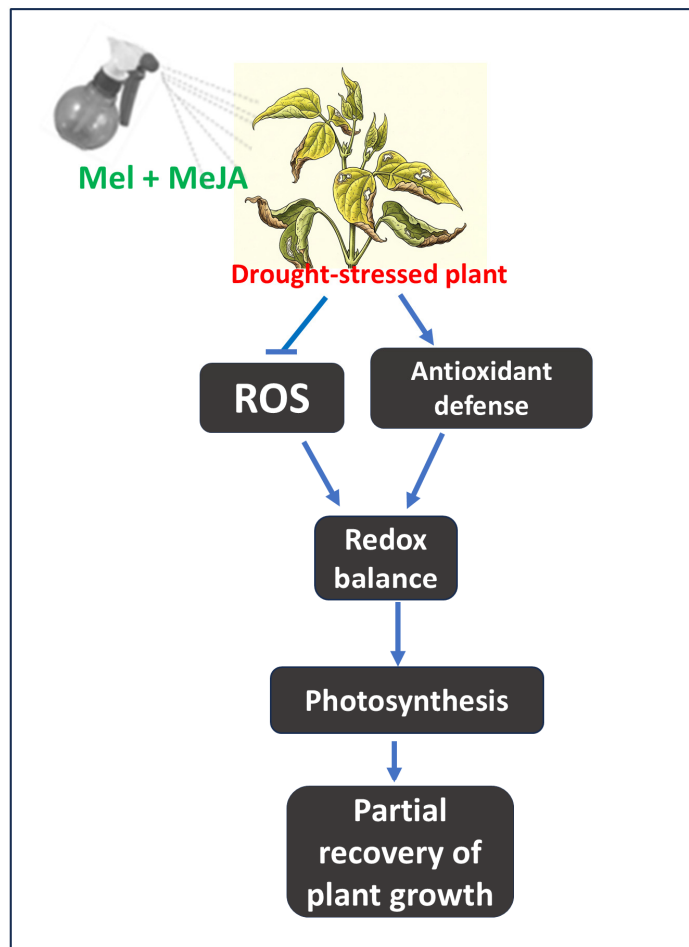 Mel + MeJA
Drought-stressed plant
ROS
Antioxidant
defense
Redox
balance
Photosynthesis
Partial
recovery of
plant growth